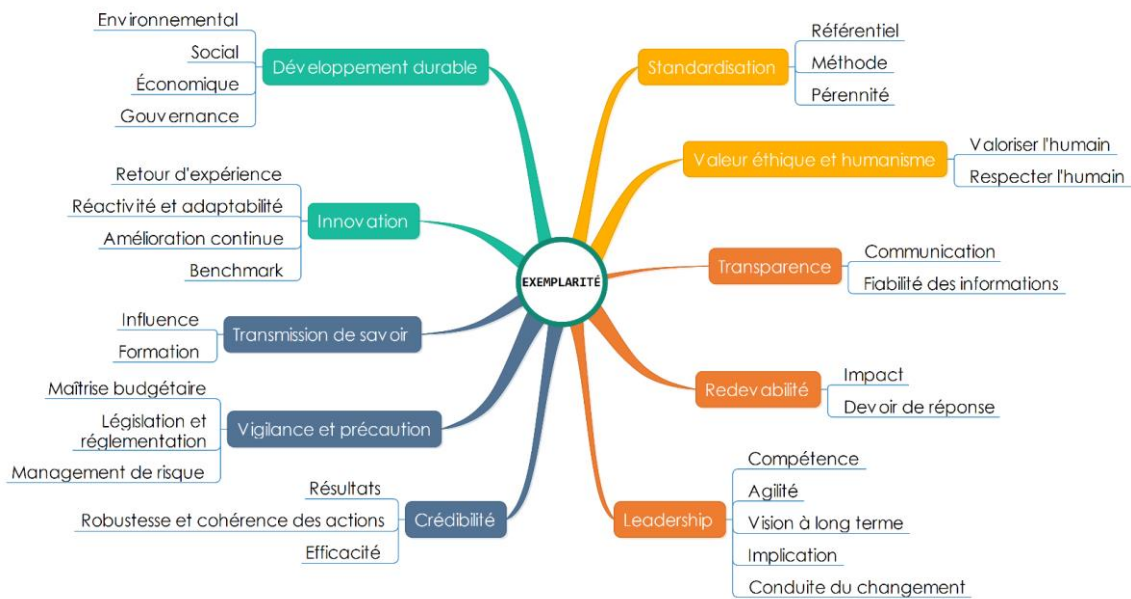 EXEMPLARITÉ
Développement durable
Environnemental
Social
Économique
Gouvernance
Innovation
Retour d'expérience
Réactivité et adaptabilité
Amélioration continue
Benchmark
Transmission de savoir
Influence
Formation
Vigilance et précaution
Maîtrise budgétaire
Législation et
réglementation
Management de risque
Crédibilité
Résultats
Robustesse et cohérence des actions
Efficacité
Standardisation
Référentiel
Méthode
Pérennité
Valeur éthique et humanisme
Valoriser l'humain
Respecter l'humain
Transparence
Communication
Fiabilité des informations
Redevabilité
Impact
Devoir de réponse
Leadership
Compétence
Agilité
Vision à long terme
Implication
Conduite du changement